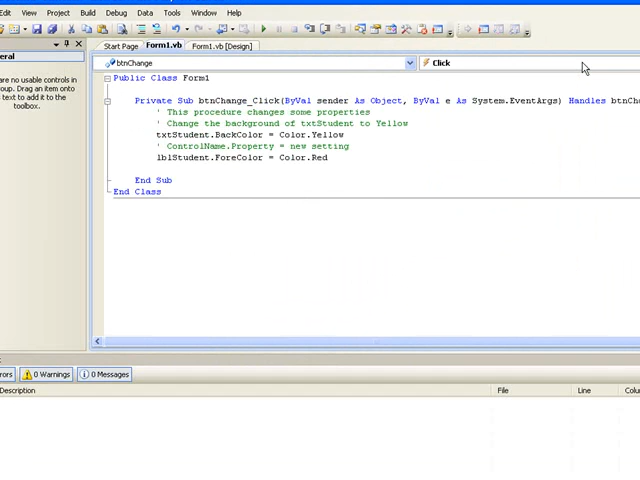 Edit View Project Build Debug Data Tools Window Help
Start Page Form1.vb Form1.vb [Design]
eral
btnChange Click
are no usable controls in
roup. Drag an item onto
text to add it to the
toolbox.
Public Class Form1
Private Sub btnChange_Click(ByVal sender As Object, ByVal e As System.EventArgs) Handles btnCha
' This procedure changes some properties
' Change the background of txtStudent to Yellow
txtStudent.BackColor = Color.Yellow
' ControlName.Property = new setting
lblStudent.ForeColor = Color.Red
End Sub
End Class
rors 0 Warnings 0 Messages
Description File Line Colu